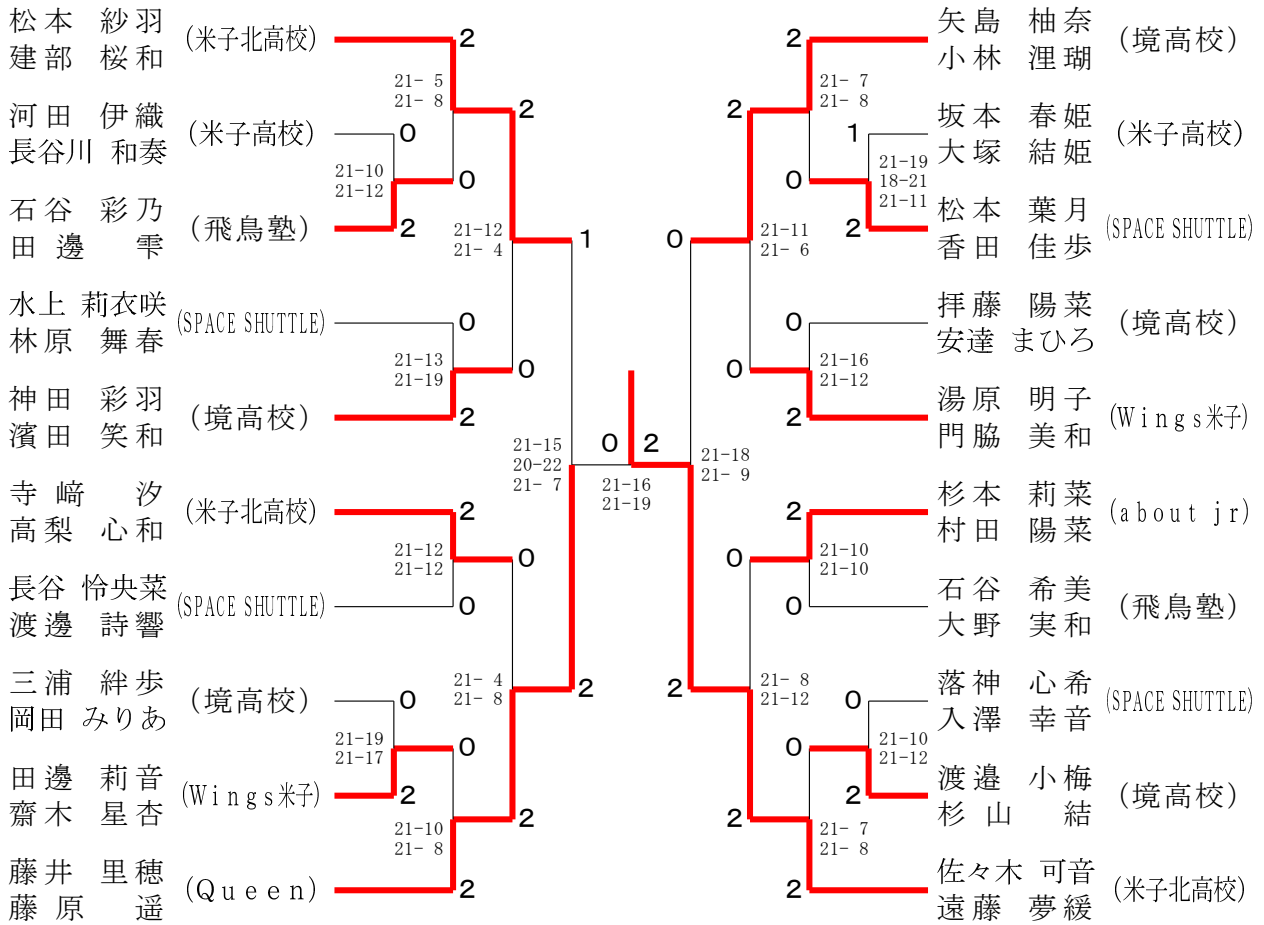 松本 紗羽
建部 桜和
(米子北高校)
2
21- 5
21- 8
2
河田 伊織
長谷川 和奏
(米子高校)
0
21-10
21-12
0
石谷 彩乃
田邊 雫
(飛鳥塾)
2
21-12
21- 4
1
水上 莉衣咲
林原 舞春
(SPACE SHUTTLE)
0
21-13
21-19
0
神田 彩羽
濱田 笑和
(境高校)
2
21-15
20-22
21- 7
寺﨑 汐
高梨 心和
(米子北高校)
2
21-12
21-12
0
長谷 怜央菜
渡邊 詩響
(SPACE SHUTTLE)
0
21- 4
21- 8
2
三浦 絆歩
岡田 みりあ
(境高校)
0
21-19
21-17
0
田邊 莉音
齋木 星杏
(Wings米子)
2
21-10
21- 8
2
藤井 里穂
藤原 遥
(Queen)
2
0 2
21-16
21-19
矢島 柚奈
小林 浬瑚
(境高校)
2
21- 7
21- 8
2
坂本 春姫
大塚 結姫
(米子高校)
1
21-19
18-21
21-11
0
松本 葉月
香田 佳歩
(SPACE SHUTTLE)
2
21-11
21- 6
0
拝藤 陽菜
安達 まひろ
(境高校)
0
21-16
21-12
0
湯原 明子
門脇 美和
(Wings米子)
2
21-18
21- 9
杉本 莉菜
村田 陽菜
(about jr)
2
21-10
21-10
0
石谷 希美
大野 実和
(飛鳥塾)
0
21- 8
21-12
2
落神 心希
入澤 幸音
(SPACE SHUTTLE)
0
21-10
21-12
0
渡邉 小梅
杉山 結
(境高校)
2
21- 7
21- 8
2
佐々木 可音
遠藤 夢緩
(米子北高校)
2